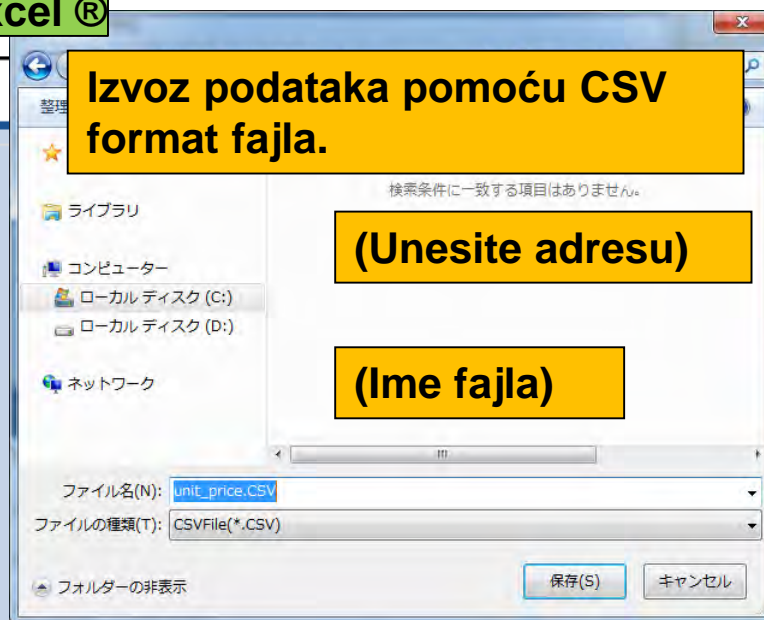 xcel ®
Izvoz podataka pomoću CSV
format fajla.
整理
検索条件に一致する項目はありません。
ライブラリ
(Unesite adresu)
コンピューター
ローカル ディスク (C:)
ローカル ディスク (D:)
(Ime fajla)
ネットワーク
ファイル名(N): unit_price.CSV
ファイルの種類(T): CSVFile(*.CSV)
フォルダーの非表示
保存(S) キャンセル